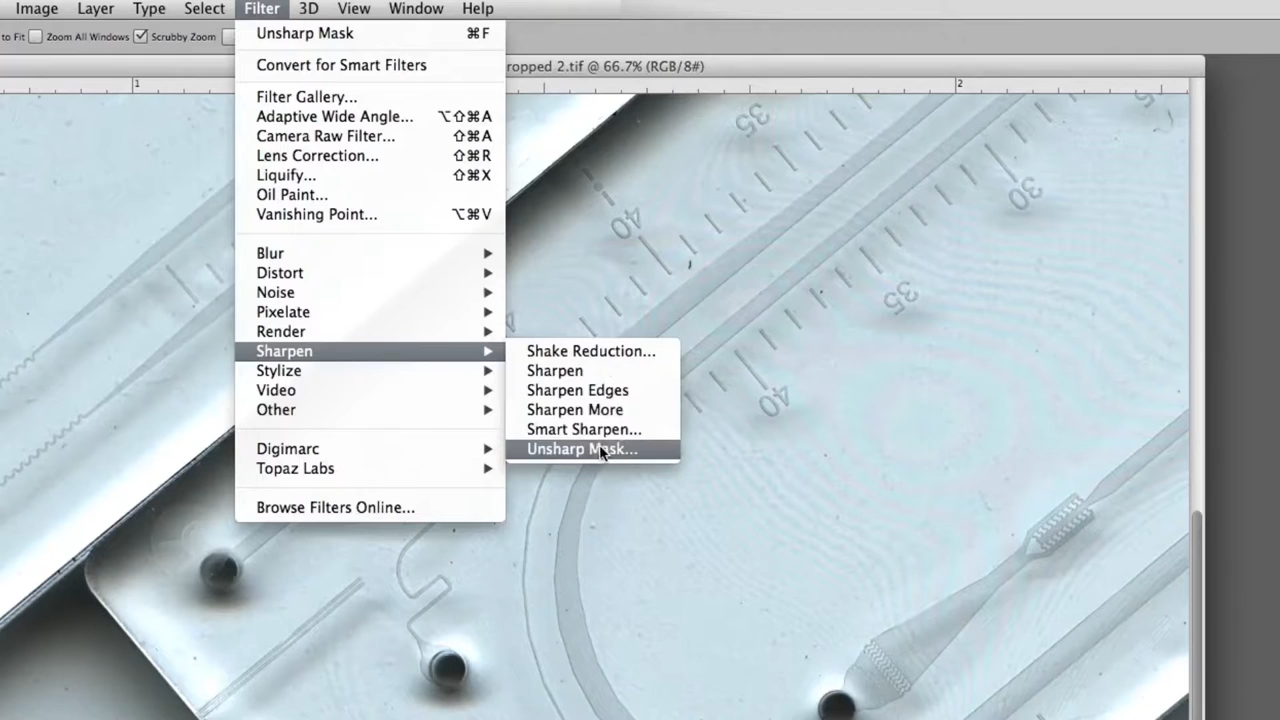 Image Layer Type Select Filter 3D View Window Help
to Fit Zoom All Windows Scrubby Zoom
ropped 2.tif @ 66.7% (RGB/8#)
1 2
Unsharp Mask ⌘F
Convert for Smart Filters
Filter Gallery...
Adaptive Wide Angle... ⌥⇧⌘A
Camera Raw Filter... ⇧⌘A
Lens Correction... ⇧⌘R
Liquify... ⇧⌘X
Oil Paint...
Vanishing Point... ⌥⌘V
Blur
Distort
Noise
Pixelate
Render
Sharpen
Stylize
Video
Other
Digimarc
Topaz Labs
Browse Filters Online...
Shake Reduction...
Sharpen
Sharpen Edges
Sharpen More
Smart Sharpen...
Unsharp Mask...
35
40
30
35
40